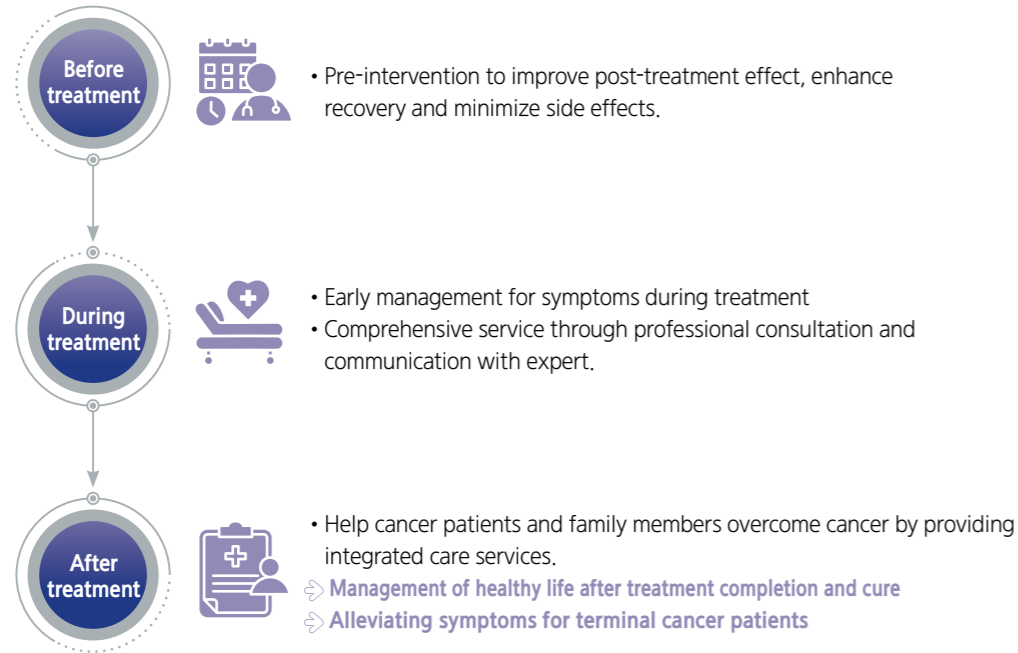 Before
treatment
• Pre-intervention to improve post-treatment effect, enhance
recovery and minimize side effects.
During
treatment
• Early management for symptoms during treatment
• Comprehensive service through professional consultation and
communication with expert.
After
treatment
• Help cancer patients and family members overcome cancer by providing
integrated care services.
Management of healthy life after treatment completion and cure
Alleviating symptoms for terminal cancer patients